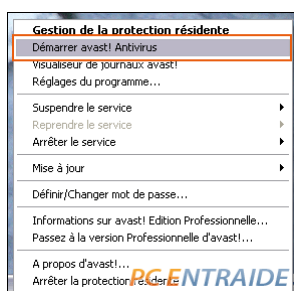 Gestion de la protection résidente
Démarrer avast! Antivirus
Visualiseur de journaux avast!
Réglages du programme...
Suspendre le service
Reprendre le service
Arrêter le service
Mise à jour
Définir/Changer mot de passe...
Informations sur avast! Edition Professionnelle...
Passez à la version Professionnelle d'avast!...
A propos d'avast!...
Arrêter la protection résidente
PC ENTRAIDE